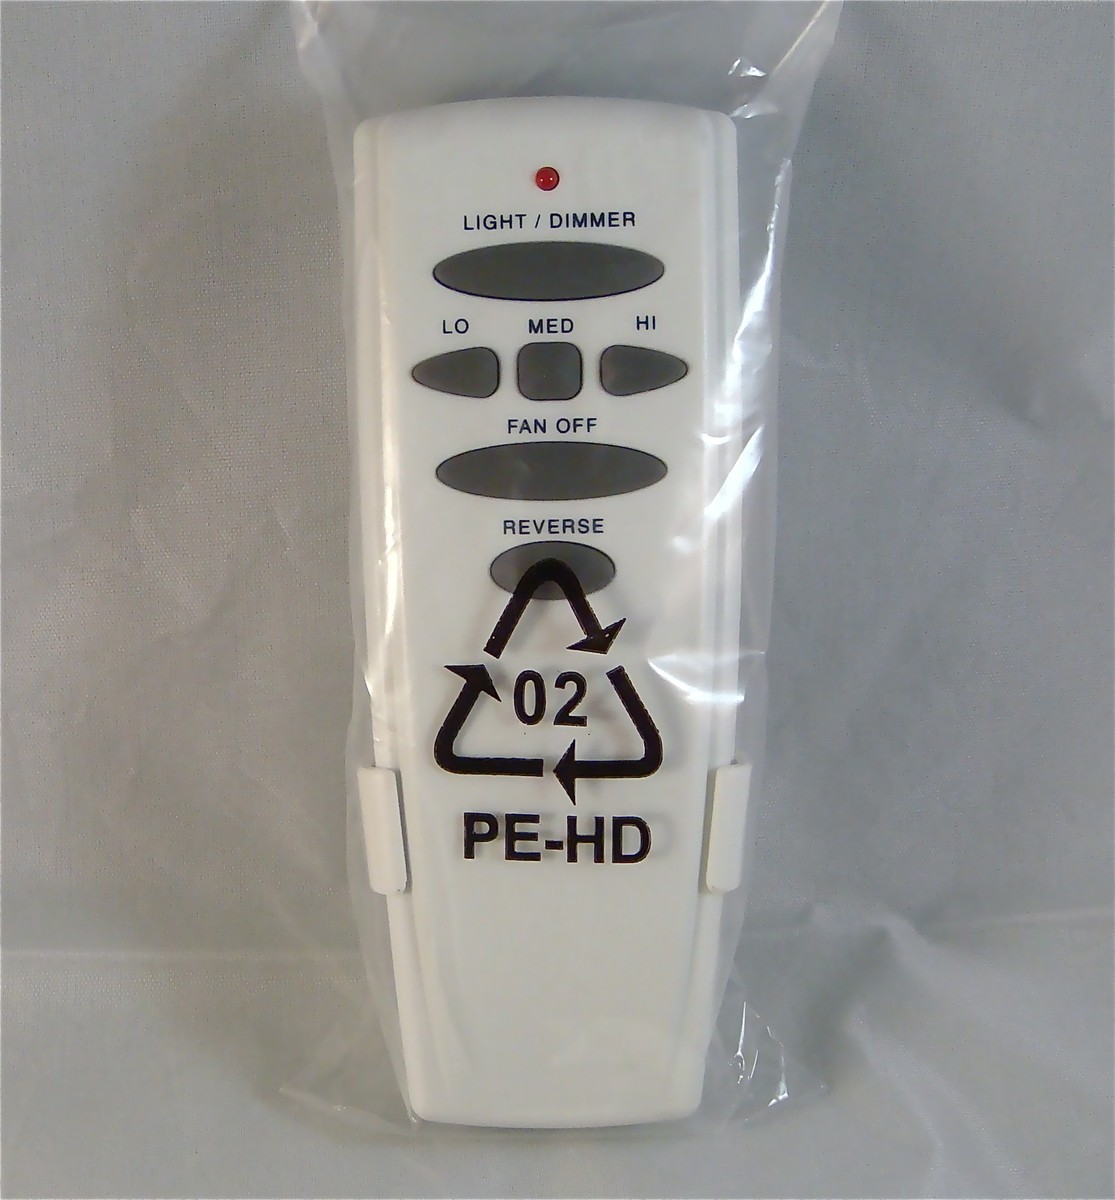 LIGHT / DIMMER
LO MED HI
FAN OFF
REVERSE
02
PE-HD